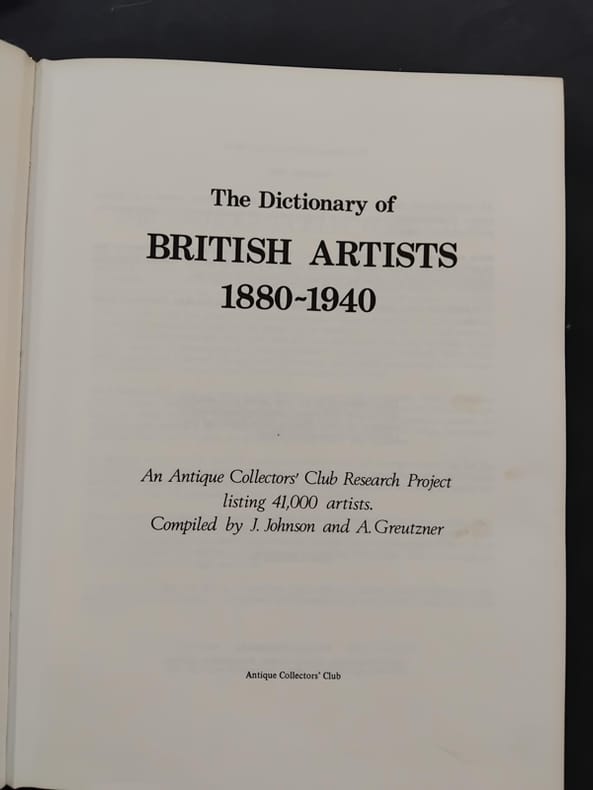 The Dictionary of
BRITISH ARTISTS
1880~1940
An Antique Collectors' Club Research Project
listing 41,000 artists.
Compiled by J. Johnson and A. Greutzner
Antique Collectors' Club